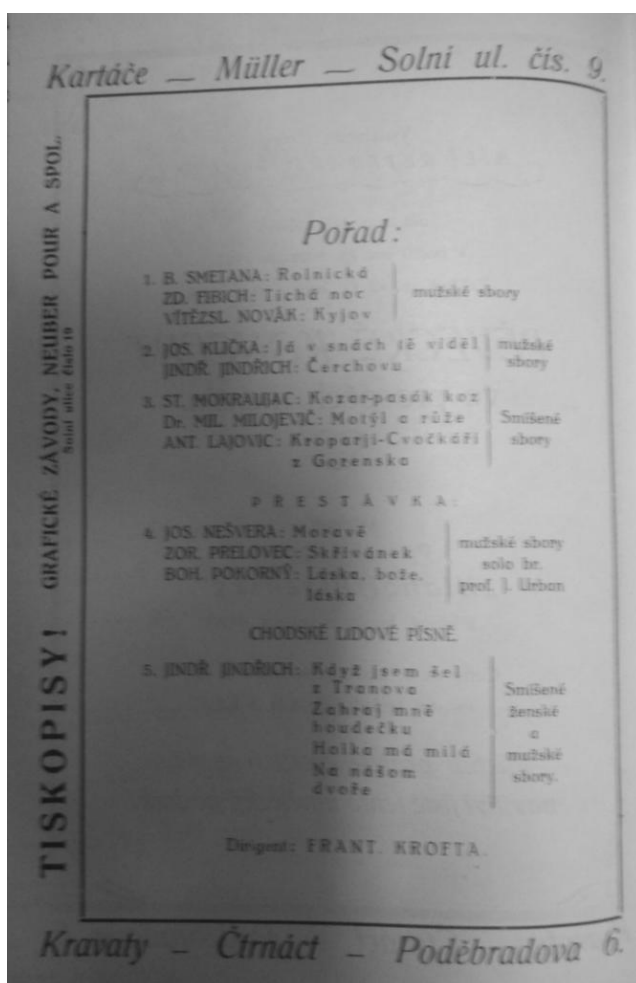 Kartáče — Müller — Solní ul. čís. 9.
TISKOPISY! GRAFICKÉ ZÁVODY, NEUBER POUR A SPOL.
Solní ulice číslo 10
Pořad:
1. B. SMETANA: Rolnická
ZD. FIBICH: Tichá noc
VÍTĚZSL. NOVÁK: Kyjov
mužské sbory
2. JOS. KLIČKA: Já v snách tě viděl
JINDŘ. JINDŘICH: Čerchovu
mužské
sbory
3. ST. MOKRALJAC: Kozar-pasák koz
Dr. MIL. MILOJEVIČ: Motýl a růže
ANT. LAJOVIC: Kroparji-Cvočkáři
z Gorenska
Smíšené
sbory
PŘESTÁVKA:
4. JOS. NEŠVERA: Moravě
ZOR. PRELOVEC: Skřivánek
BOH. POKORNÝ: Láska, bože,
láska
mužské sbory
solo br.
prof. J. Urban
CHODSKÉ LIDOVÉ PÍSNĚ.
5. JINDŘ. JINDŘICH: Když jsem šel
z Tranova
Zahraj mně
houdečku
Holka má milá
Na našom
dvoře
Smíšené
ženské
a
mužské
sbory.
Dirigent: FRANT. KROFTA.
Kravaty — Čtrnáct — Poděbradova 6.